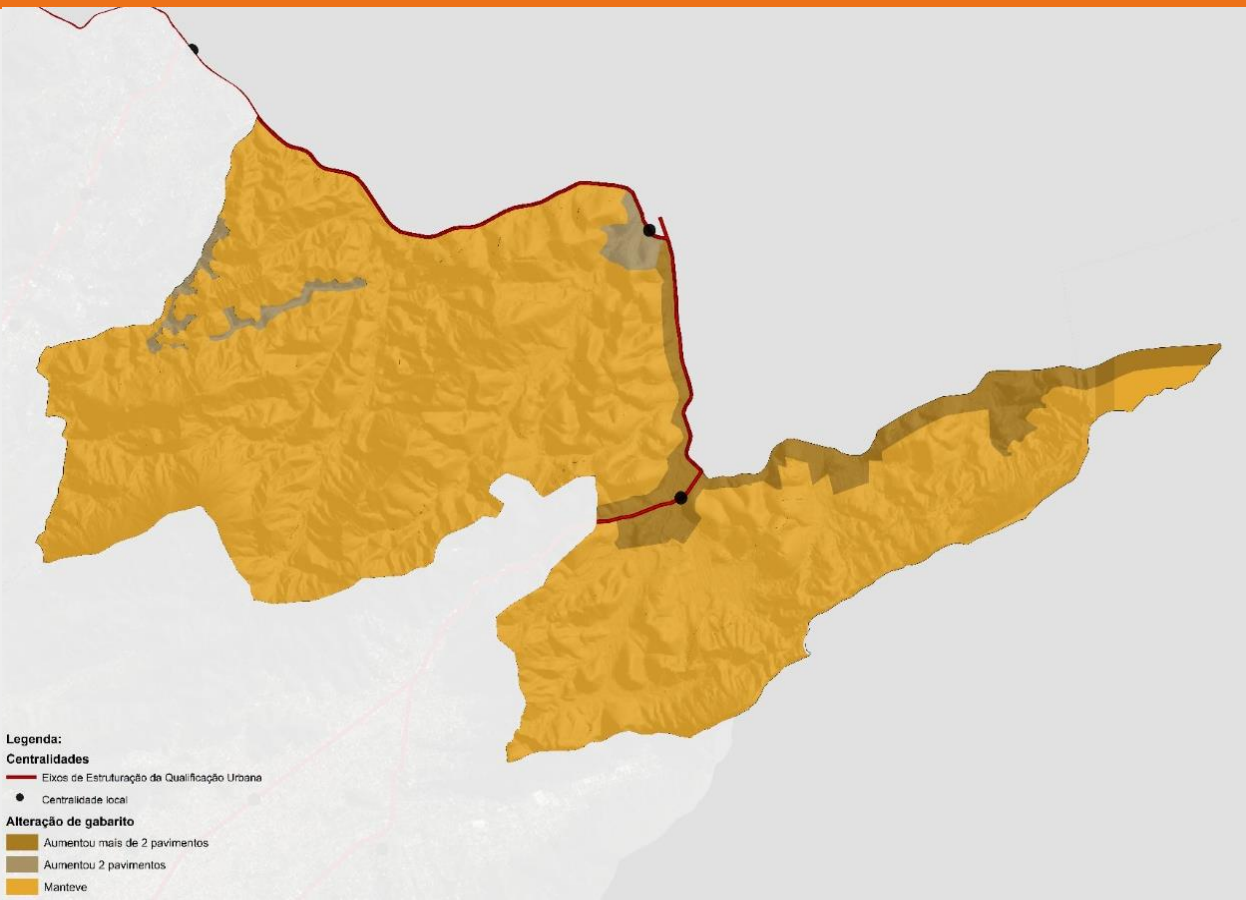 Legenda:
Centralidades
Eixos de Estruturação da Qualificação Urbana
Centralidade local
Alteração de gabarito
Aumentou mais de 2 pavimentos
Aumentou 2 pavimentos
Manteve